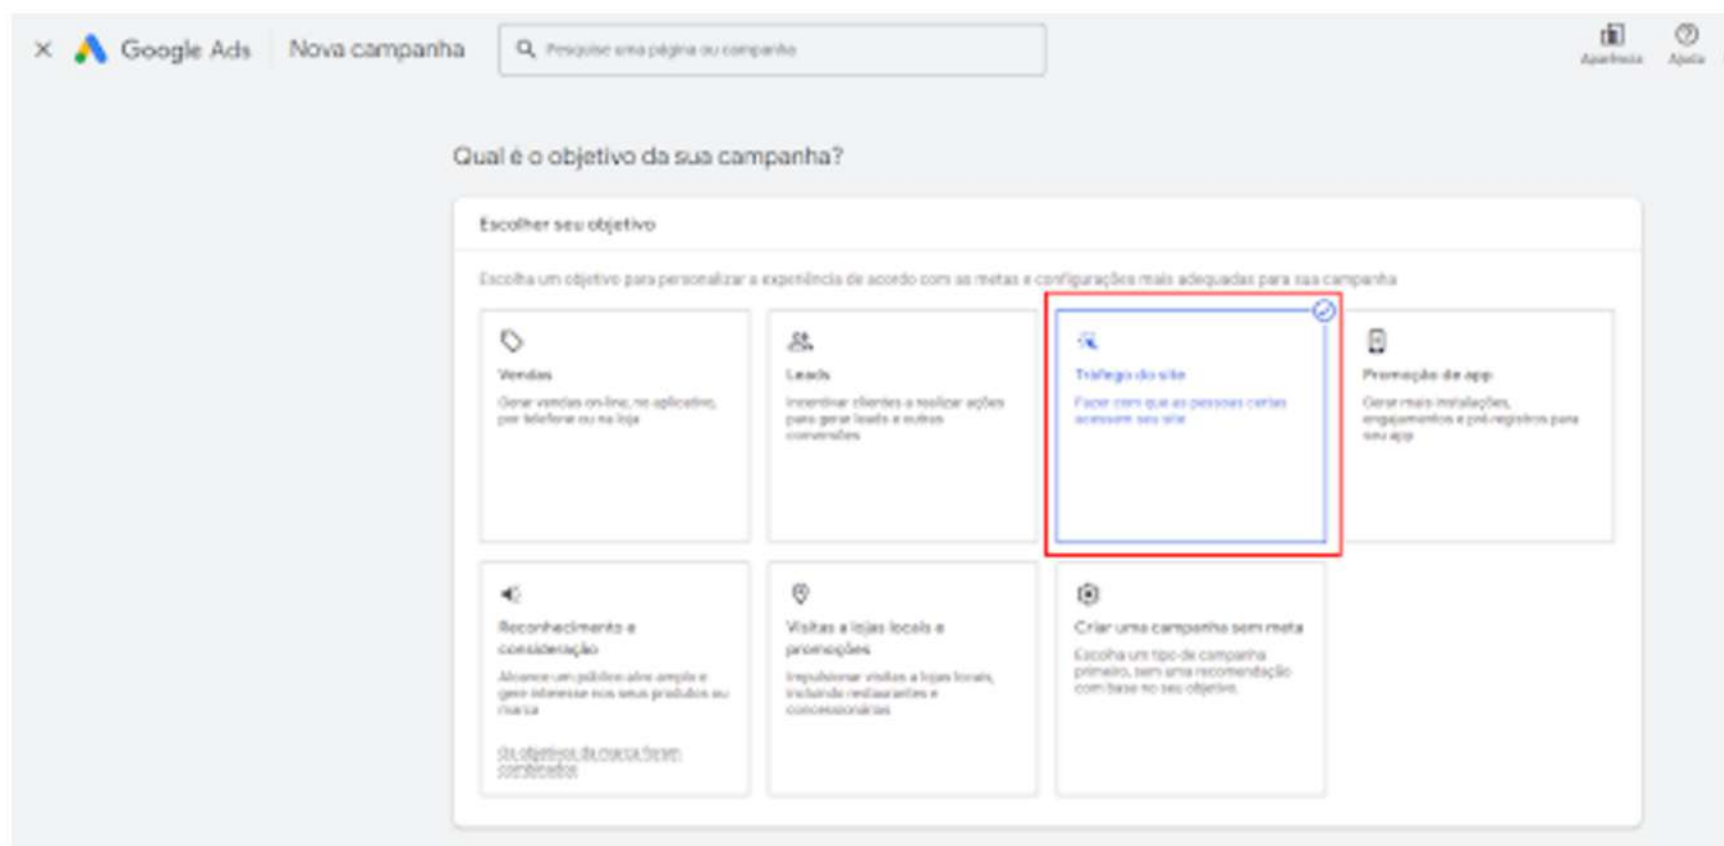 Google Ads
Nova campanha
Pesquise uma página ou campanha
Aparência
Ajuda
Qual é o objetivo da sua campanha?
Escolher seu objetivo
Escolha um objetivo para personalizar a experiência de acordo com as metas e configurações mais adequadas para sua campanha
Vendas
Gerar vendas on-line, no aplicativo,
por telefone ou na loja
Leads
Incentivar clientes a realizar ações
para gerar leads e outras
conversões
Tráfego do site
Fazer com que as pessoas certas
acessem seu site
Promoção de app
Gerar mais instalações,
engajamentos e pré-registros para
seu app
Reconhecimento e
consideração
Alcance um público-alvo amplo e
gere interesse nos seus produtos ou
marca
Os objetivos da marca foram
combinados
Visitas a lojas locais e
promoções
Impulsionar visitas a lojas locais,
incluindo restaurantes e
concessionárias
Criar uma campanha sem meta
Escolha um tipo de campanha
primeiro, sem uma recomendação
com base no seu objetivo.